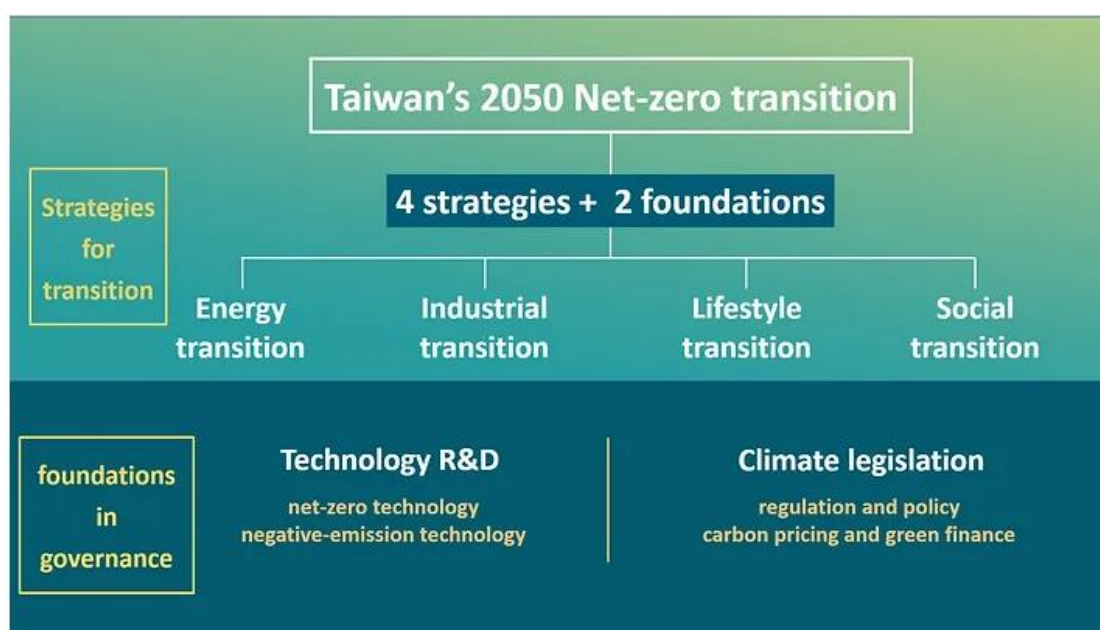 Taiwan's 2050 Net-zero transition
4 strategies + 2 foundations
Strategies
for
transition
Energy
transition
Industrial
transition
Lifestyle
transition
Social
transition
foundations
in
governance
Technology R&D
net-zero technology
negative-emission technology
Climate legislation
regulation and policy
carbon pricing and green finance